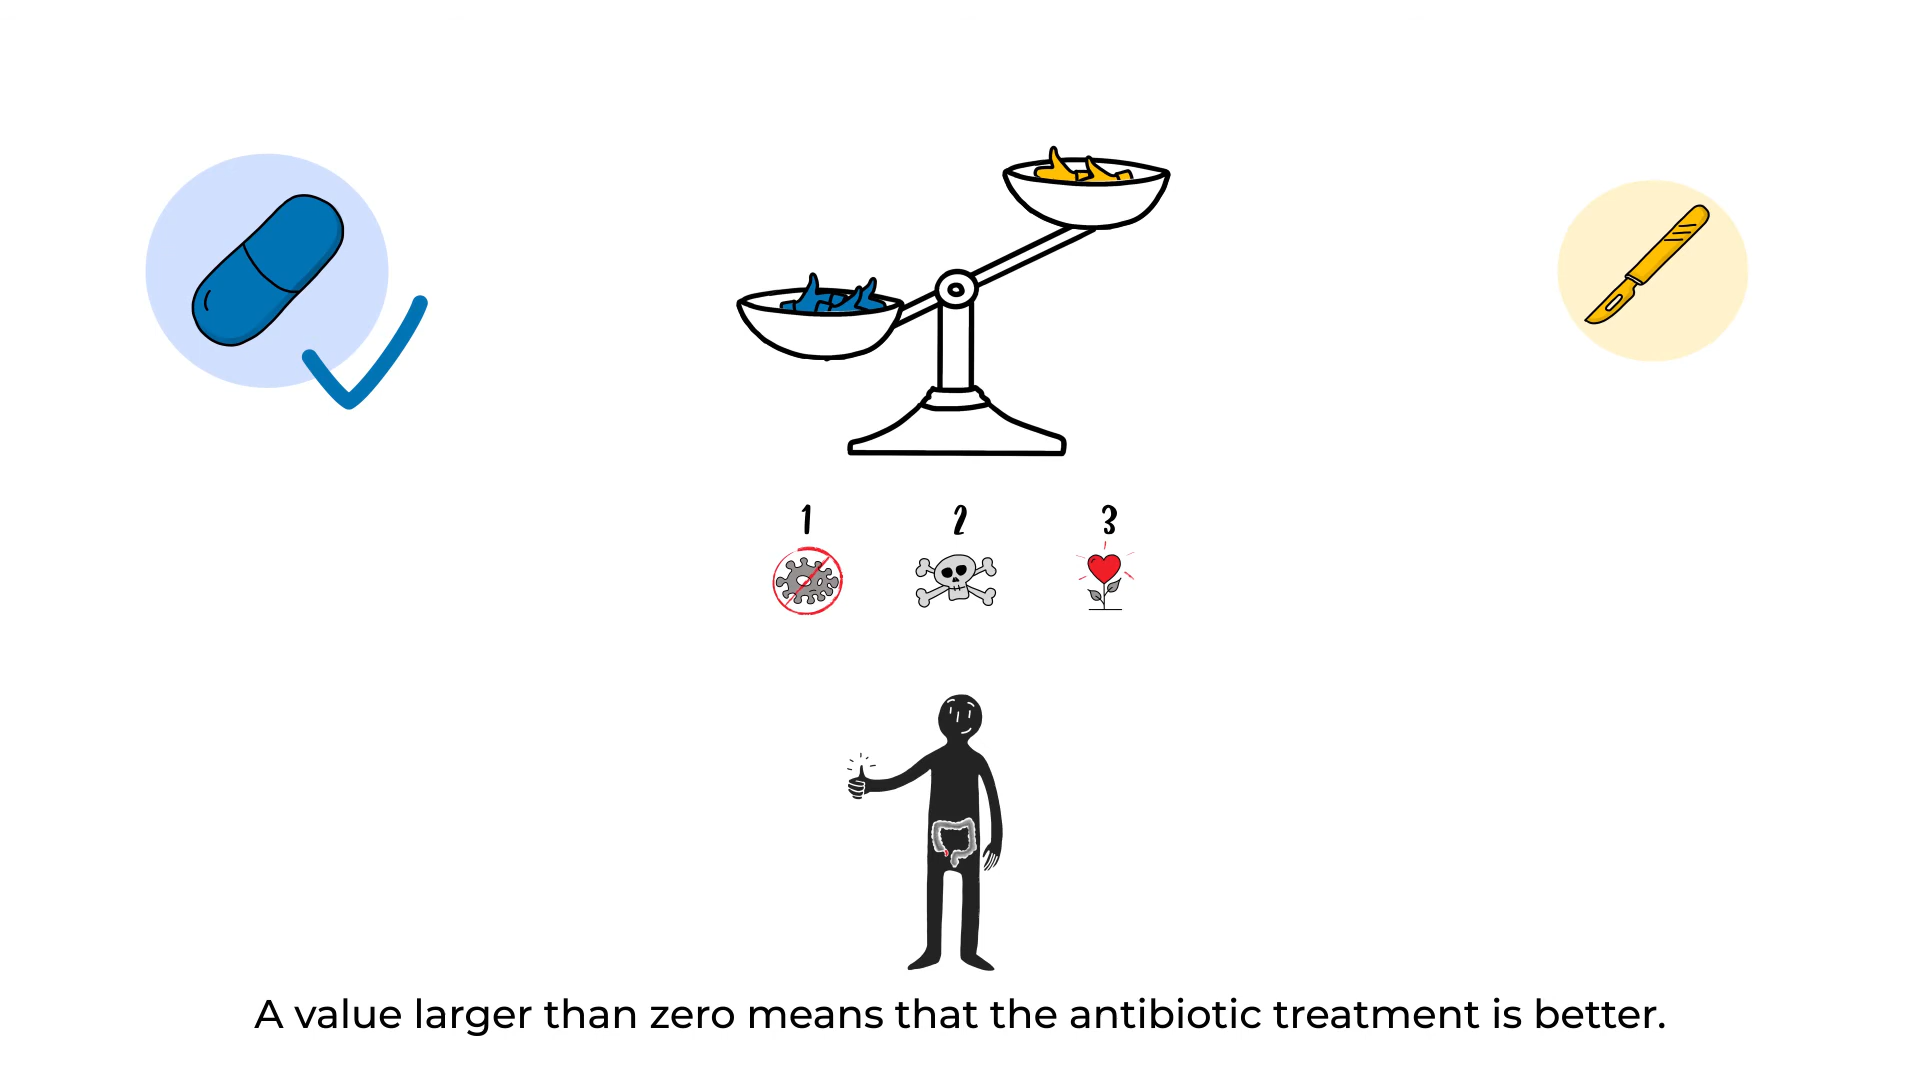 1 2 3
A value larger than zero means that the antibiotic treatment is better.